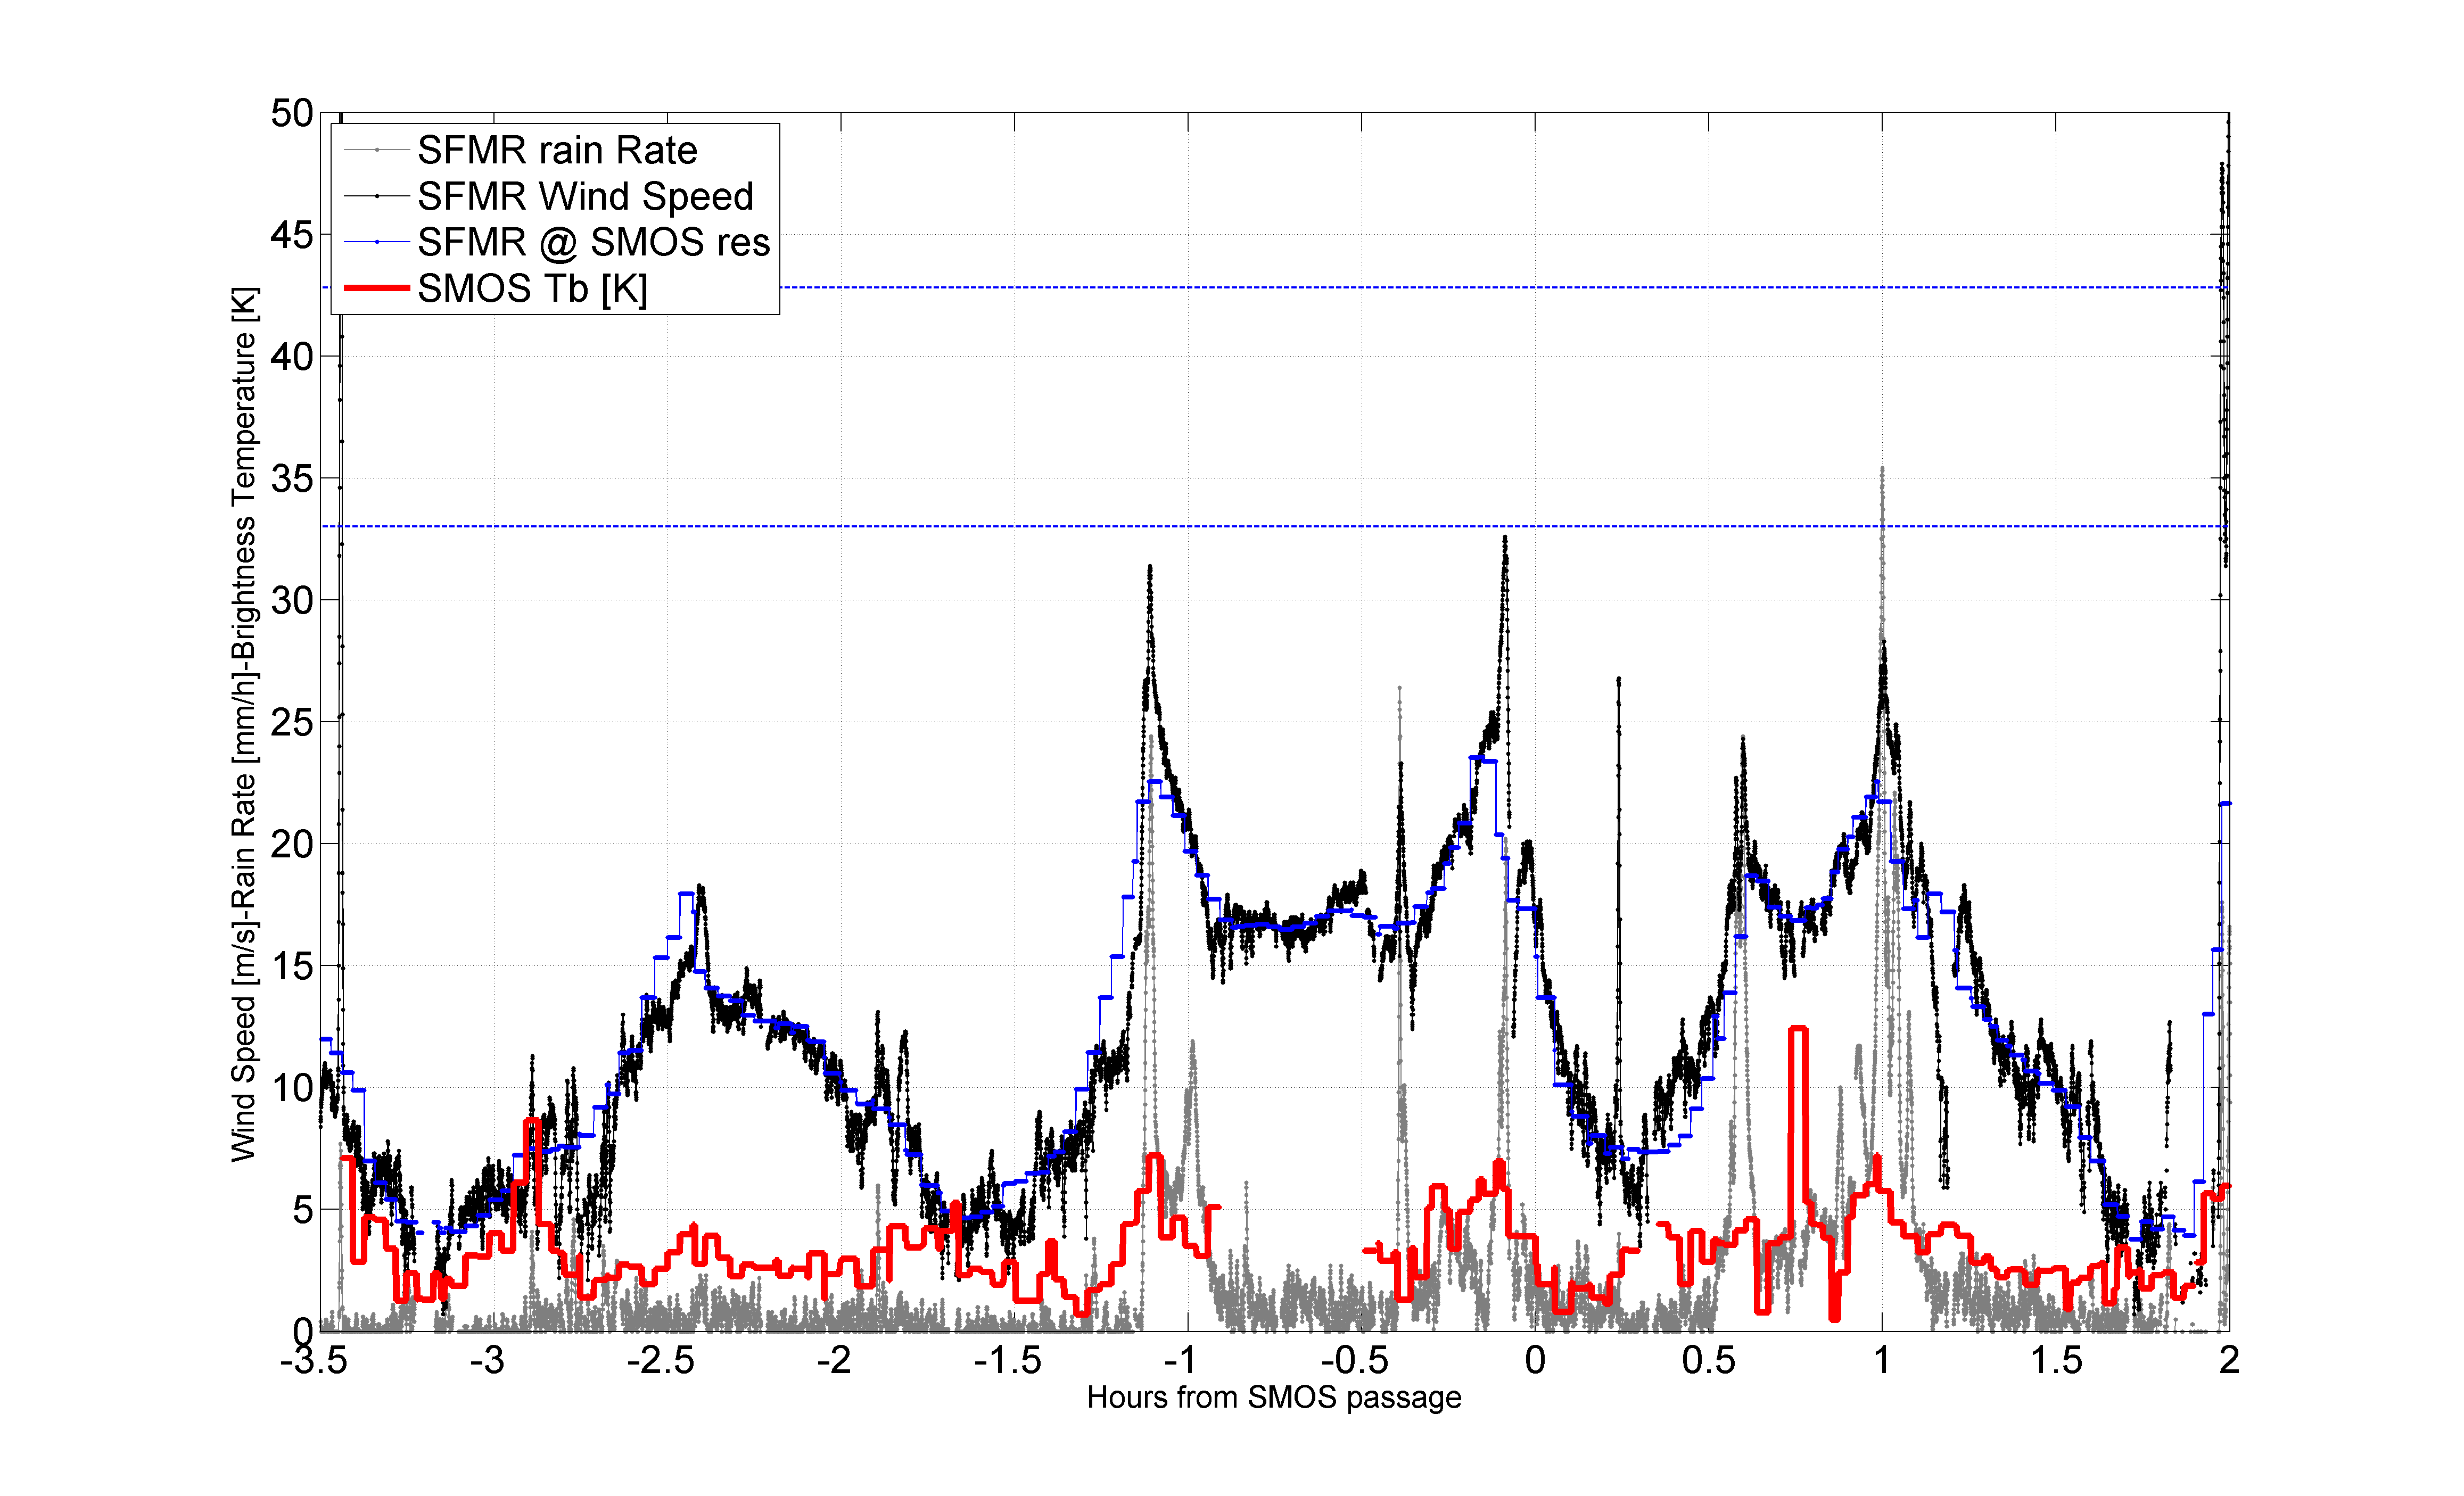 SFMR rain Rate
SFMR Wind Speed
SFMR @ SMOS res
SMOS Tb [K]
Wind Speed [m/s]-Rain Rate [mm/h]-Brightness Temperature [K]
50
45
40
35
30
25
20
15
10
5
0
-3.5 -3 -2.5 -2 -1.5 -1 -0.5 0 0.5 1 1.5 2
Hours from SMOS passage